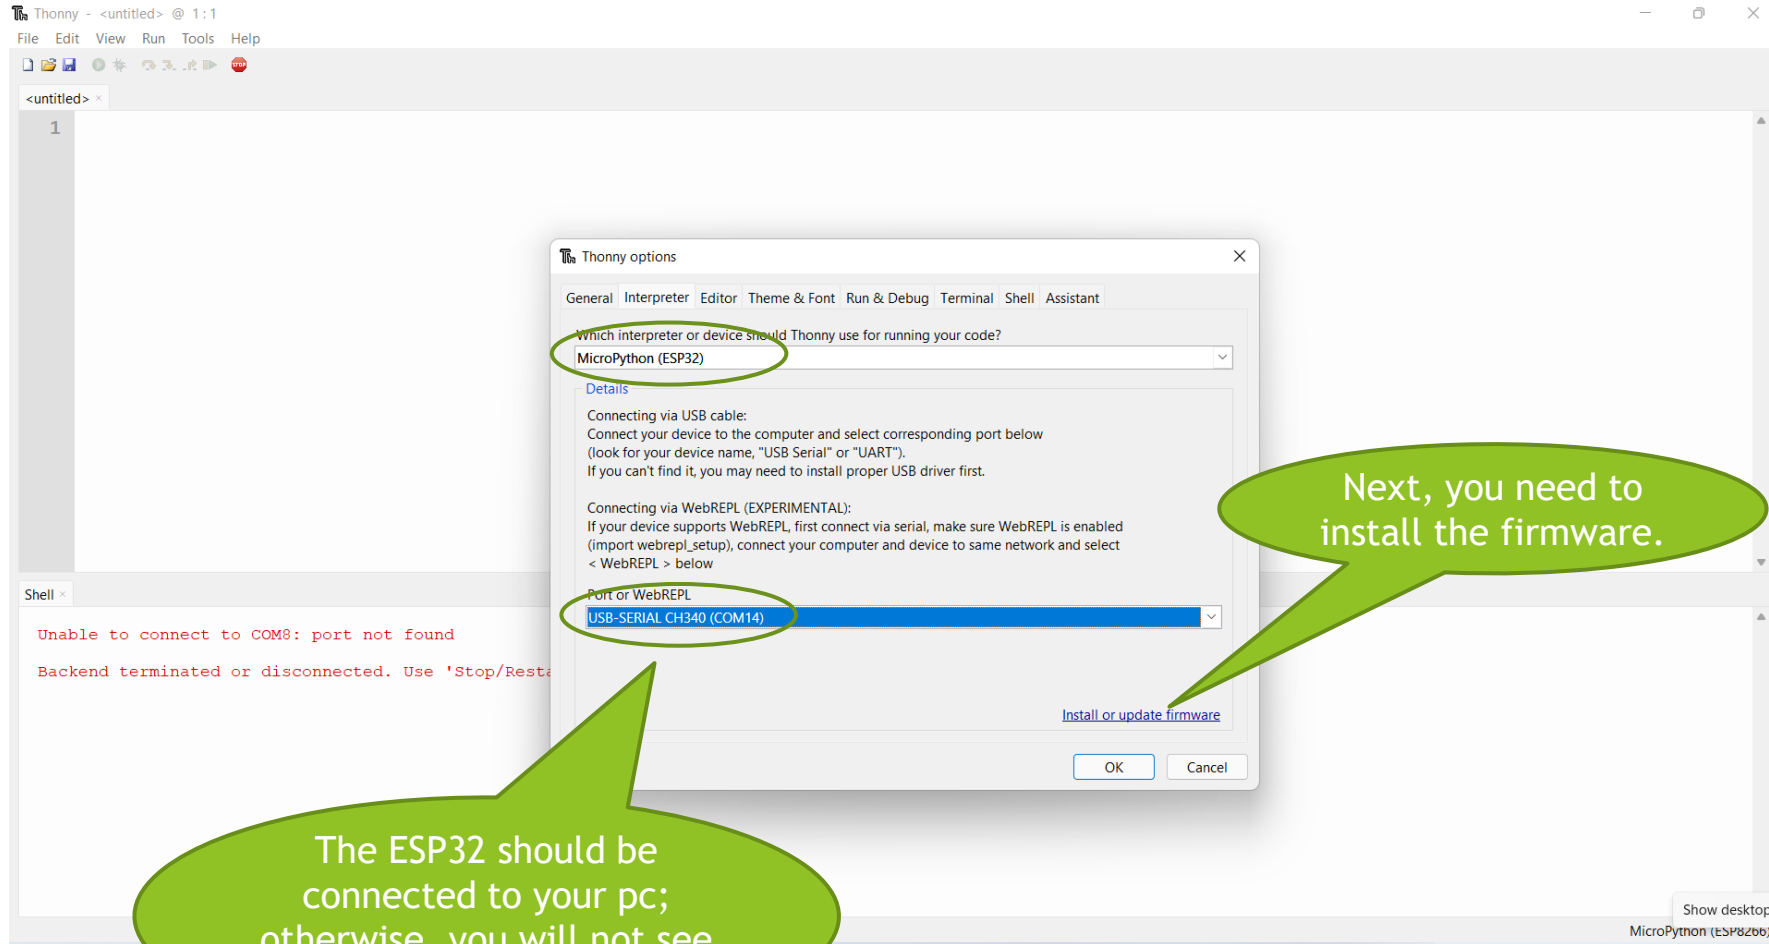 Thonny - <untitled> @ 1:1
File Edit View Run Tools Help
STOP
<untitled>
1
Thonny options
General Interpreter Editor Theme & Font Run & Debug Terminal Shell Assistant
Which interpreter or device should Thonny use for running your code?
MicroPython (ESP32)
Details
Connecting via USB cable:
Connect your device to the computer and select corresponding port below
(look for your device name, "USB Serial" or "UART").
If you can't find it, you may need to install proper USB driver first.
Connecting via WebREPL (EXPERIMENTAL):
If your device supports WebREPL, first connect via serial, make sure WebREPL is enabled
(import webrepl_setup), connect your computer and device to same network and select
< WebREPL > below
Port or WebREPL
USB-SERIAL CH340 (COM14)
Install or update firmware
OK Cancel
Next, you need to
install the firmware.
Shell
Unable to connect to COM8: port not found
Backend terminated or disconnected. Use 'Stop/Resta
The ESP32 should be
connected to your pc;
otherwise, you will not see
Show desktop
MicroPython (ESP8266)